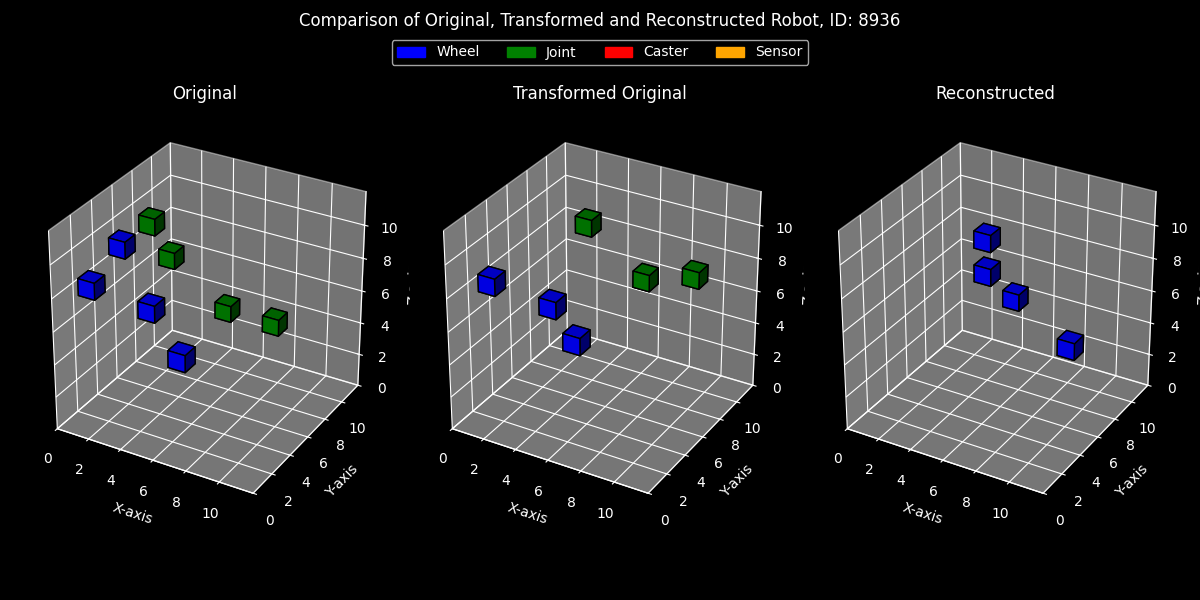 Comparison of Original, Transformed and Reconstructed Robot, ID: 8936
Wheel Joint Caster Sensor
Original
Transformed Original
Reconstructed
0 2 4 6 8 10
X-axis
0 2 4 6 8 10
Y-axis
0 2 4 6 8 10
0 2 4 6 8 10
X-axis
0 2 4 6 8 10
Y-axis
0 2 4 6 8 10
0 2 4 6 8 10
X-axis
0 2 4 6 8 10
Y-axis
0 2 4 6 8 10